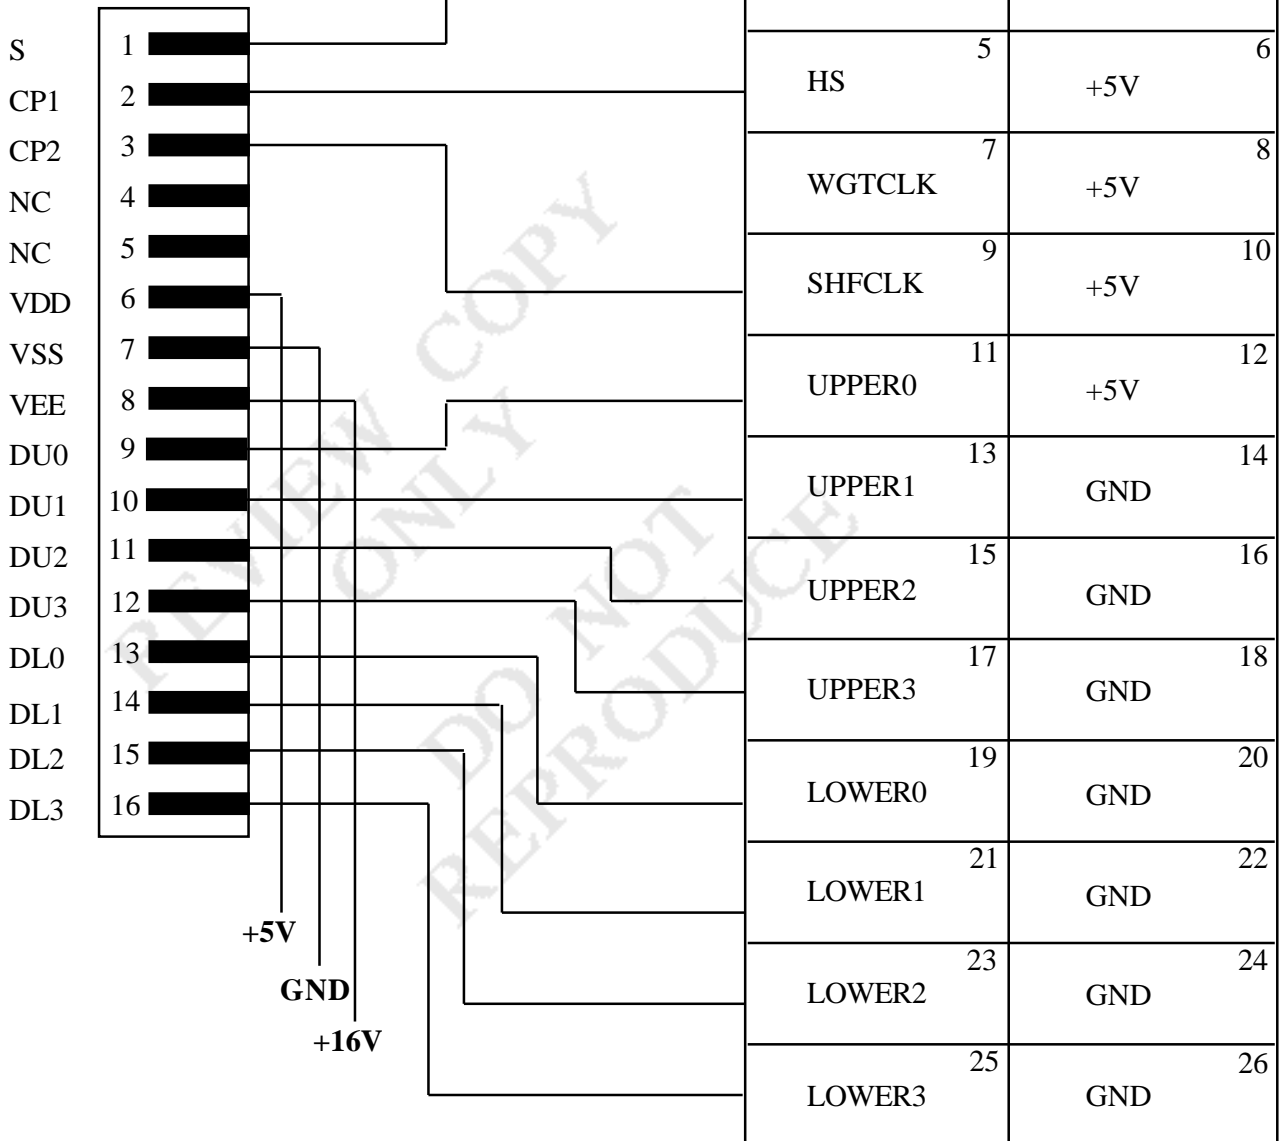 S 1
CP1 2
CP2 3
NC 4
NC 5
VDD 6
VSS 7
VEE 8
DU0 9
DU1 10
DU2 11
DU3 12
DL0 13
DL1 14
DL2 15
DL3 16
+5V
GND
+16V
HS 5 +5V 6
WGTCLK 7 +5V 8
SHFCLK 9 +5V 10
UPPER0 11 +5V 12
UPPER1 13 GND 14
UPPER2 15 GND 16
UPPER3 17 GND 18
LOWER0 19 GND 20
LOWER1 21 GND 22
LOWER2 23 GND 24
LOWER3 25 GND 26
REVIEW COPY
ONLY
DO NOT
REPRODUCE